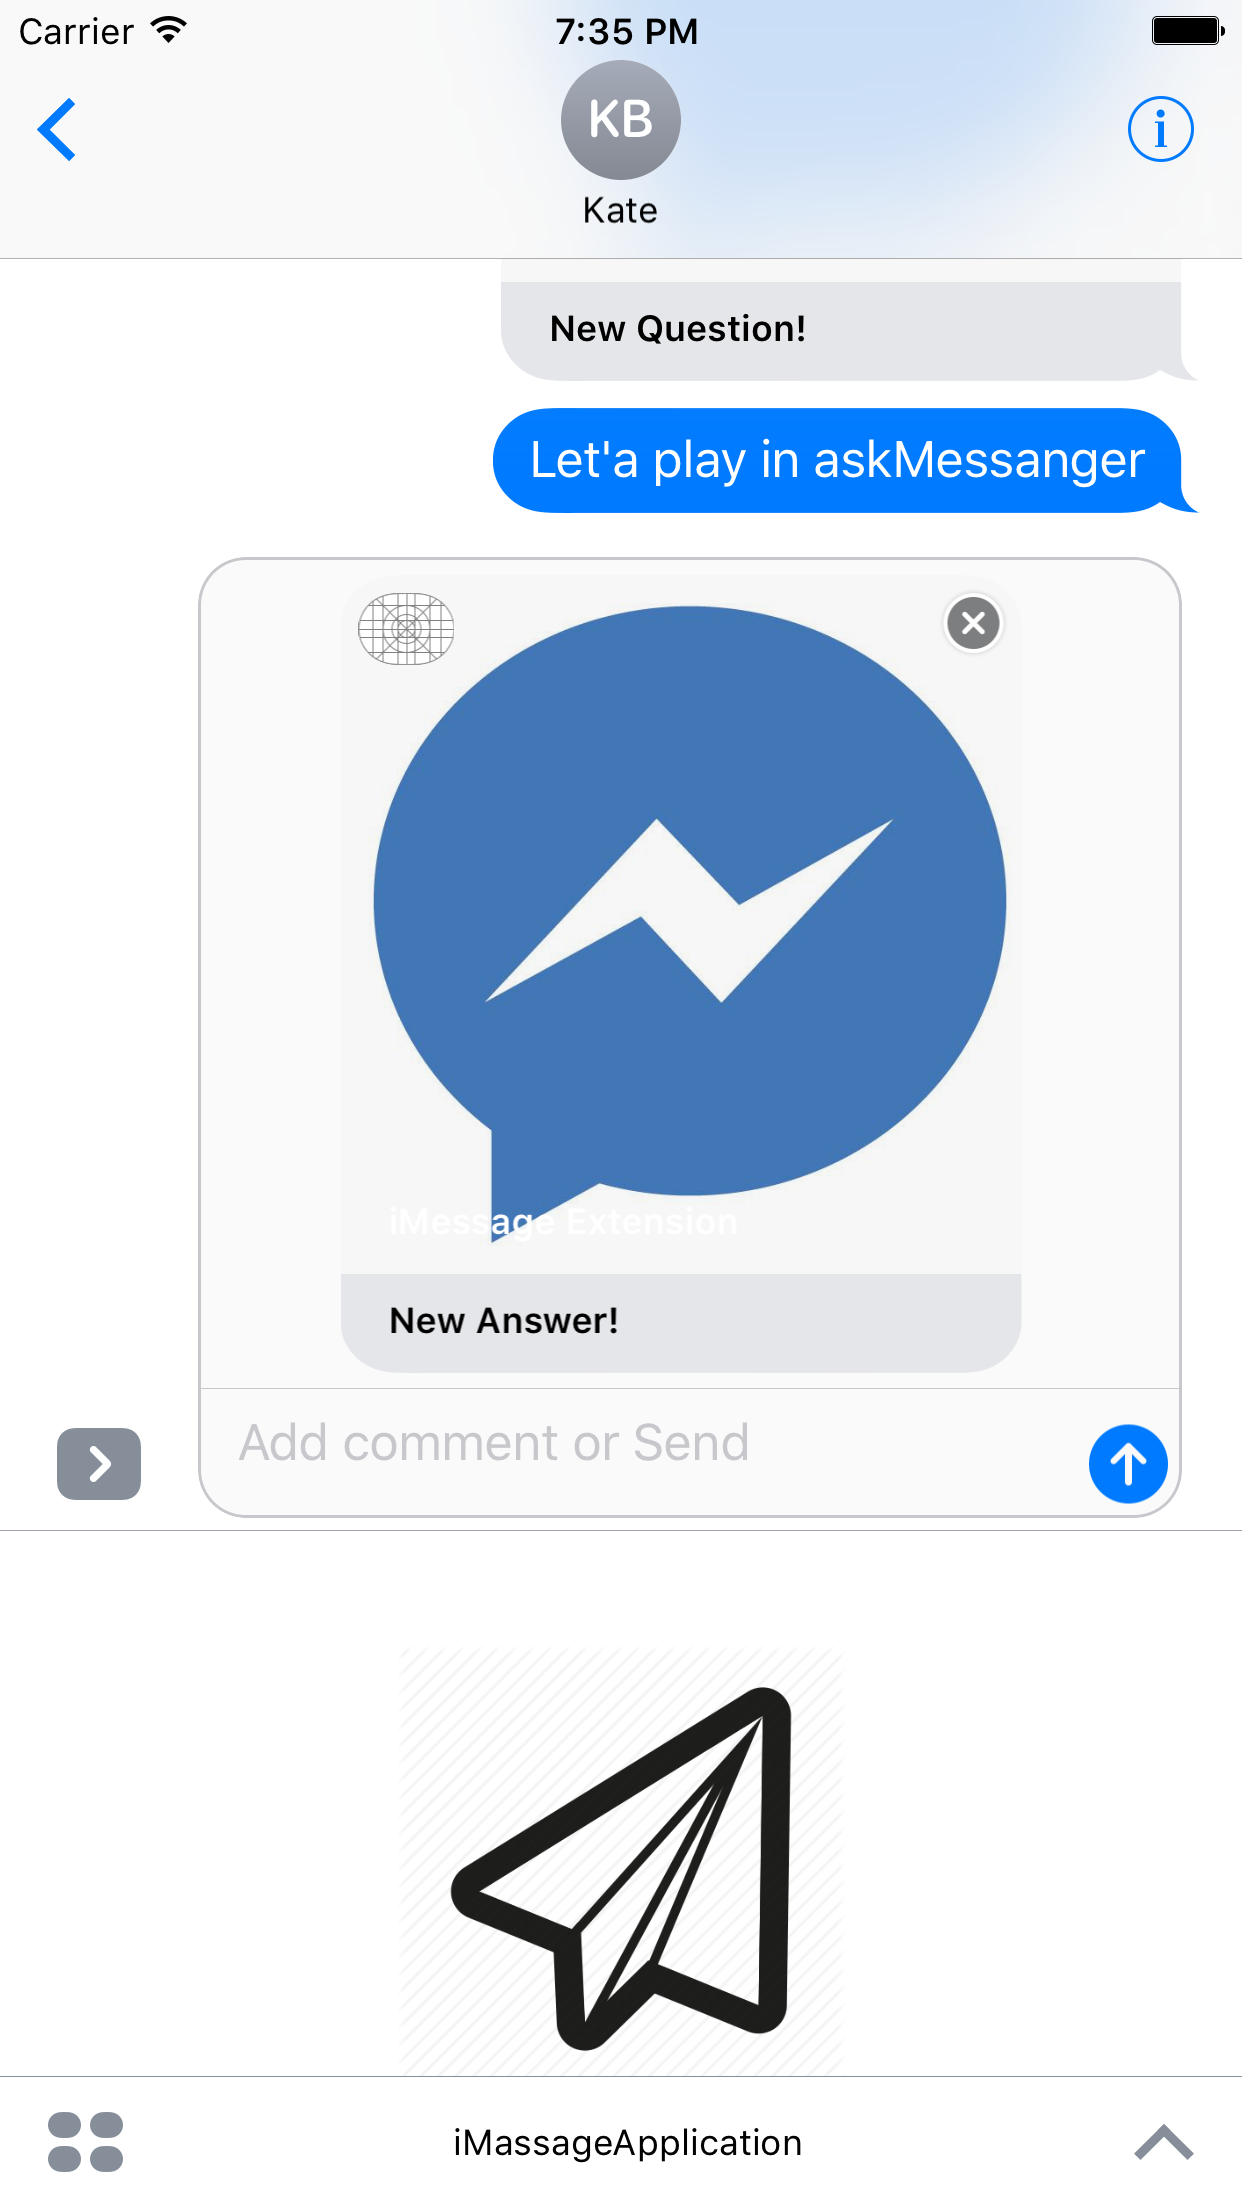 Carrier 7:35 PM
KB
Kate
New Question!
Let'a play in askMessanger
iMessage Extension
New Answer!
Add comment or Send
iMassageApplication